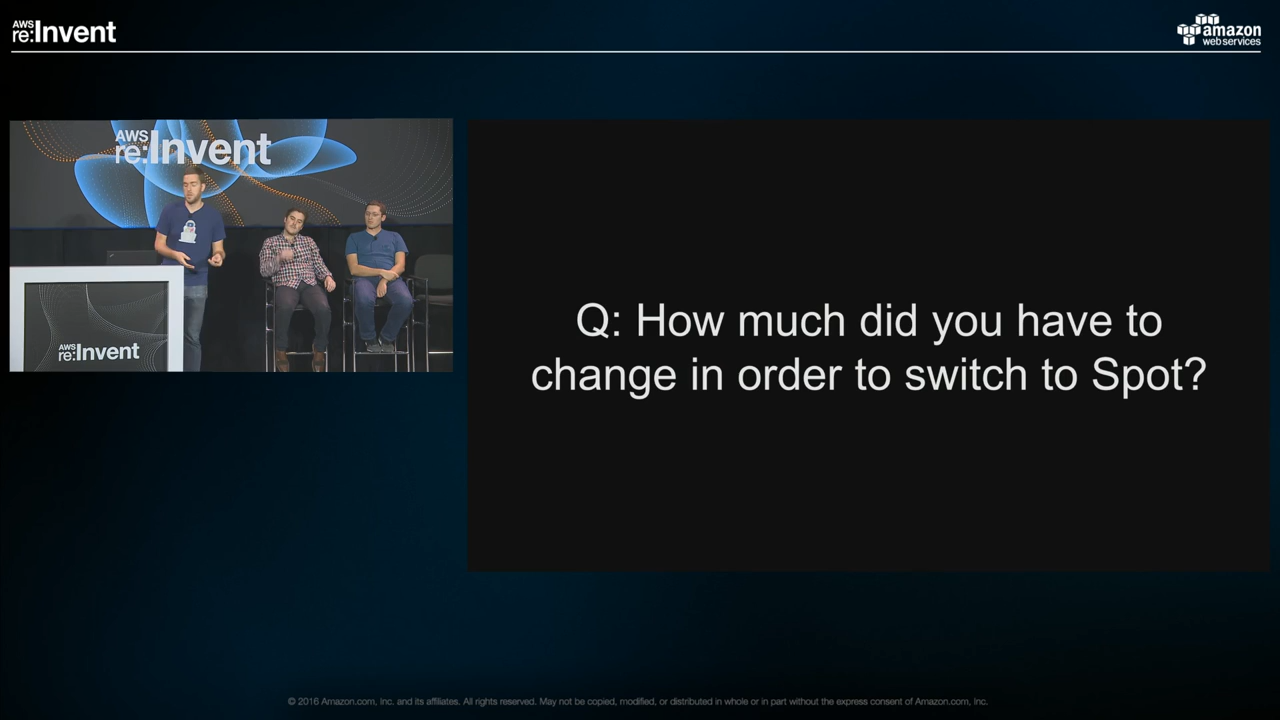 AWS
re:Invent
amazon
web services
AWS
re:Invent
AWS
re:Invent
Q: How much did you have to
change in order to switch to Spot?
© 2016 Amazon.com, Inc. and its affiliates. All rights reserved. May not be copied, modified, or distributed in whole or in part without the express consent of Amazon.com, Inc.